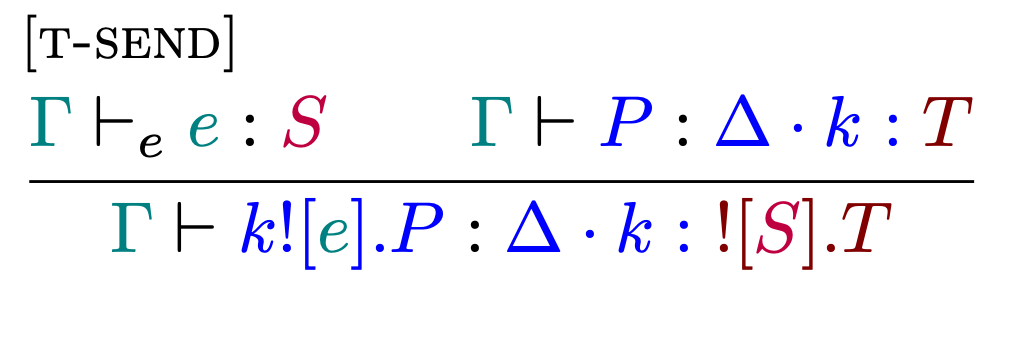 [T-SEND]
Γ ⊢ₑ e : S    Γ ⊢ P : Δ · k : T
Γ ⊢ k![e].P : Δ · k : ![S].T